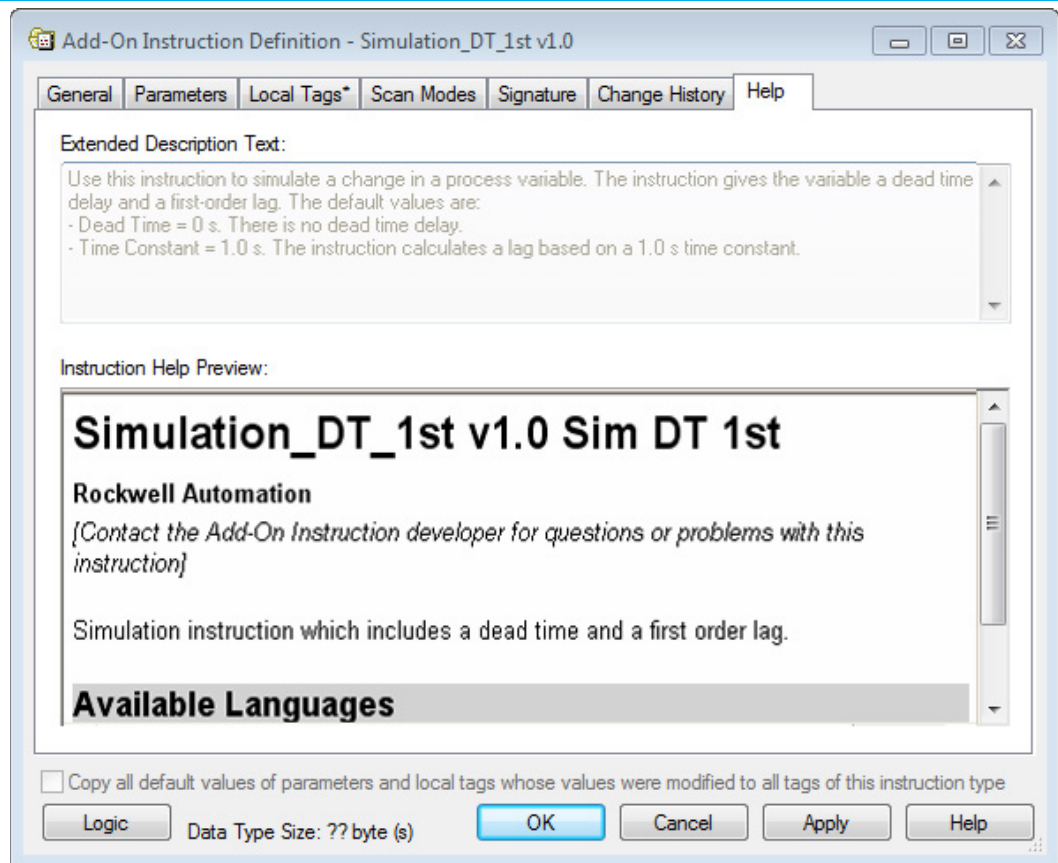 Add-On Instruction Definition - Simulation_DT_1st v1.0
General Parameters Local Tags* Scan Modes Signature Change History Help
Extended Description Text:
Use this instruction to simulate a change in a process variable. The instruction gives the variable a dead time
delay and a first-order lag. The default values are:
- Dead Time = 0 s. There is no dead time delay.
- Time Constant = 1.0 s. The instruction calculates a lag based on a 1.0 s time constant.
Instruction Help Preview:
Simulation_DT_1st v1.0 Sim DT 1st
Rockwell Automation
[Contact the Add-On Instruction developer for questions or problems with this
instruction]
Simulation instruction which includes a dead time and a first order lag.
Available Languages
Copy all default values of parameters and local tags whose values were modified to all tags of this instruction type
Logic Data Type Size: ?? byte (s) OK Cancel Apply Help